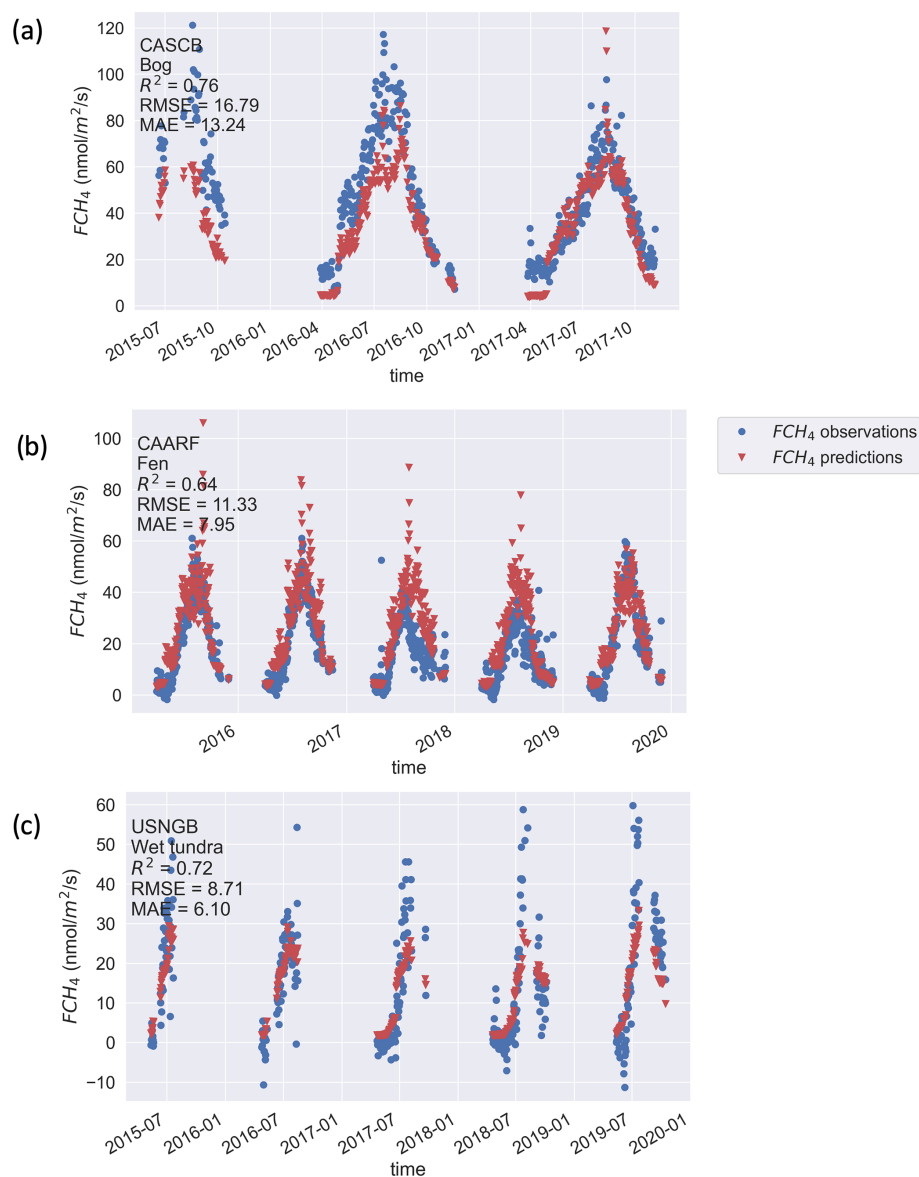 (a)
120
100
80
60
40
20
0
FCH₄ (nmol/m²/s)
CASCB
Bog
R² = 0.76
RMSE = 16.79
MAE = 13.24
2015-07
2015-10
2016-01
2016-04
2016-07
2016-10
2017-01
2017-04
2017-07
2017-10
time
(b)
100
80
60
40
20
0
FCH₄ (nmol/m²/s)
CAARF
Fen
R² = 0.64
RMSE = 11.33
MAE = 7.95
2016
2017
2018
2019
2020
time
FCH₄ observations
FCH₄ predictions
(c)
60
50
40
30
20
10
0
−10
FCH₄ (nmol/m²/s)
USNGB
Wet tundra
R² = 0.72
RMSE = 8.71
MAE = 6.10
2015-07
2016-01
2016-07
2017-01
2017-07
2018-01
2018-07
2019-01
2019-07
2020-01
time